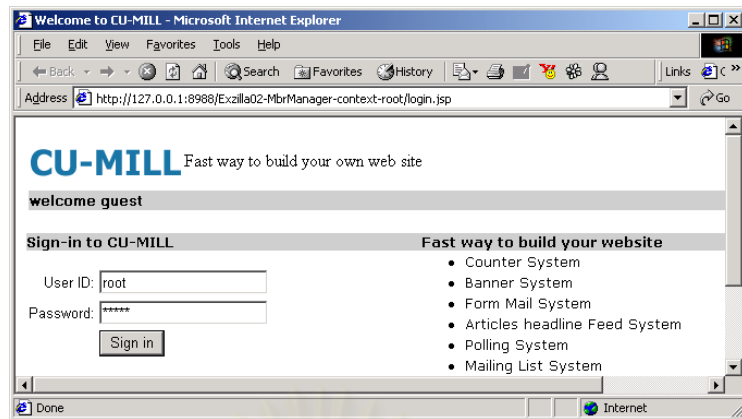 Welcome to CU-MILL - Microsoft Internet Explorer
File Edit View Favorites Tools Help
Back Search Favorites History Links C »
Address http://127.0.0.1:8988/Exzilla02-MbrManager-context-root/login.jsp Go
CU-MILL Fast way to build your own web site
welcome guest
Sign-in to CU-MILL
User ID: root
Password: *****
Sign in
Fast way to build your website
• Counter System
• Banner System
• Form Mail System
• Articles headline Feed System
• Polling System
• Mailing List System
Done Internet